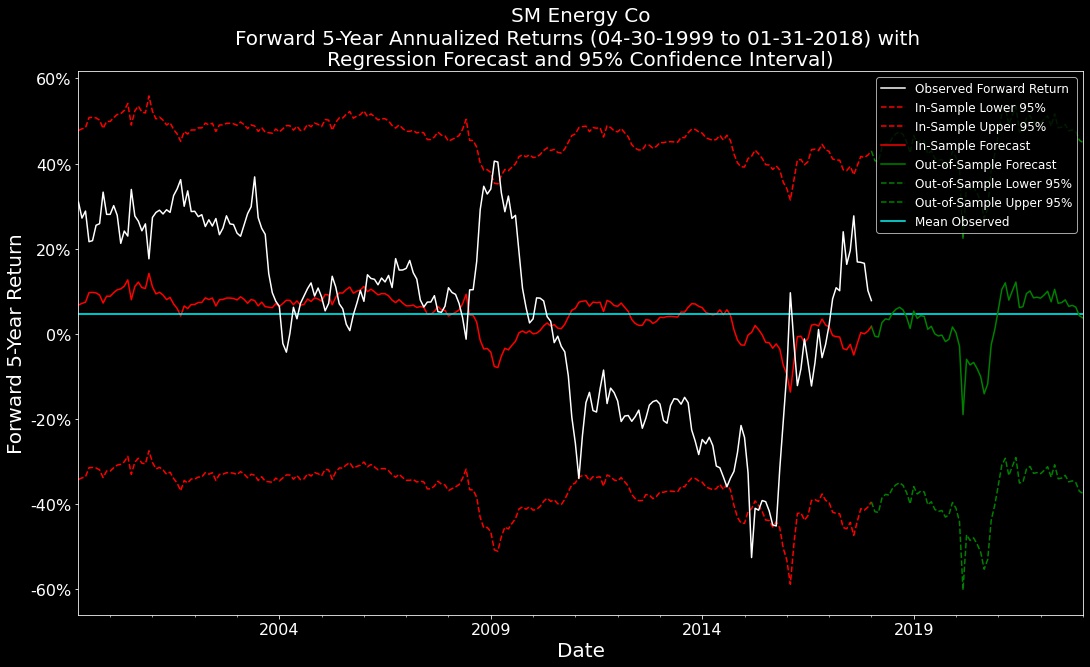 SM Energy Co
Forward 5-Year Annualized Returns (04-30-1999 to 01-31-2018) with
Regression Forecast and 95% Confidence Interval)
Forward 5-Year Return
60%
40%
20%
0%
-20%
-40%
-60%
Observed Forward Return
In-Sample Lower 95%
In-Sample Upper 95%
In-Sample Forecast
Out-of-Sample Forecast
Out-of-Sample Lower 95%
Out-of-Sample Upper 95%
Mean Observed
2004
2009
2014
2019
Date